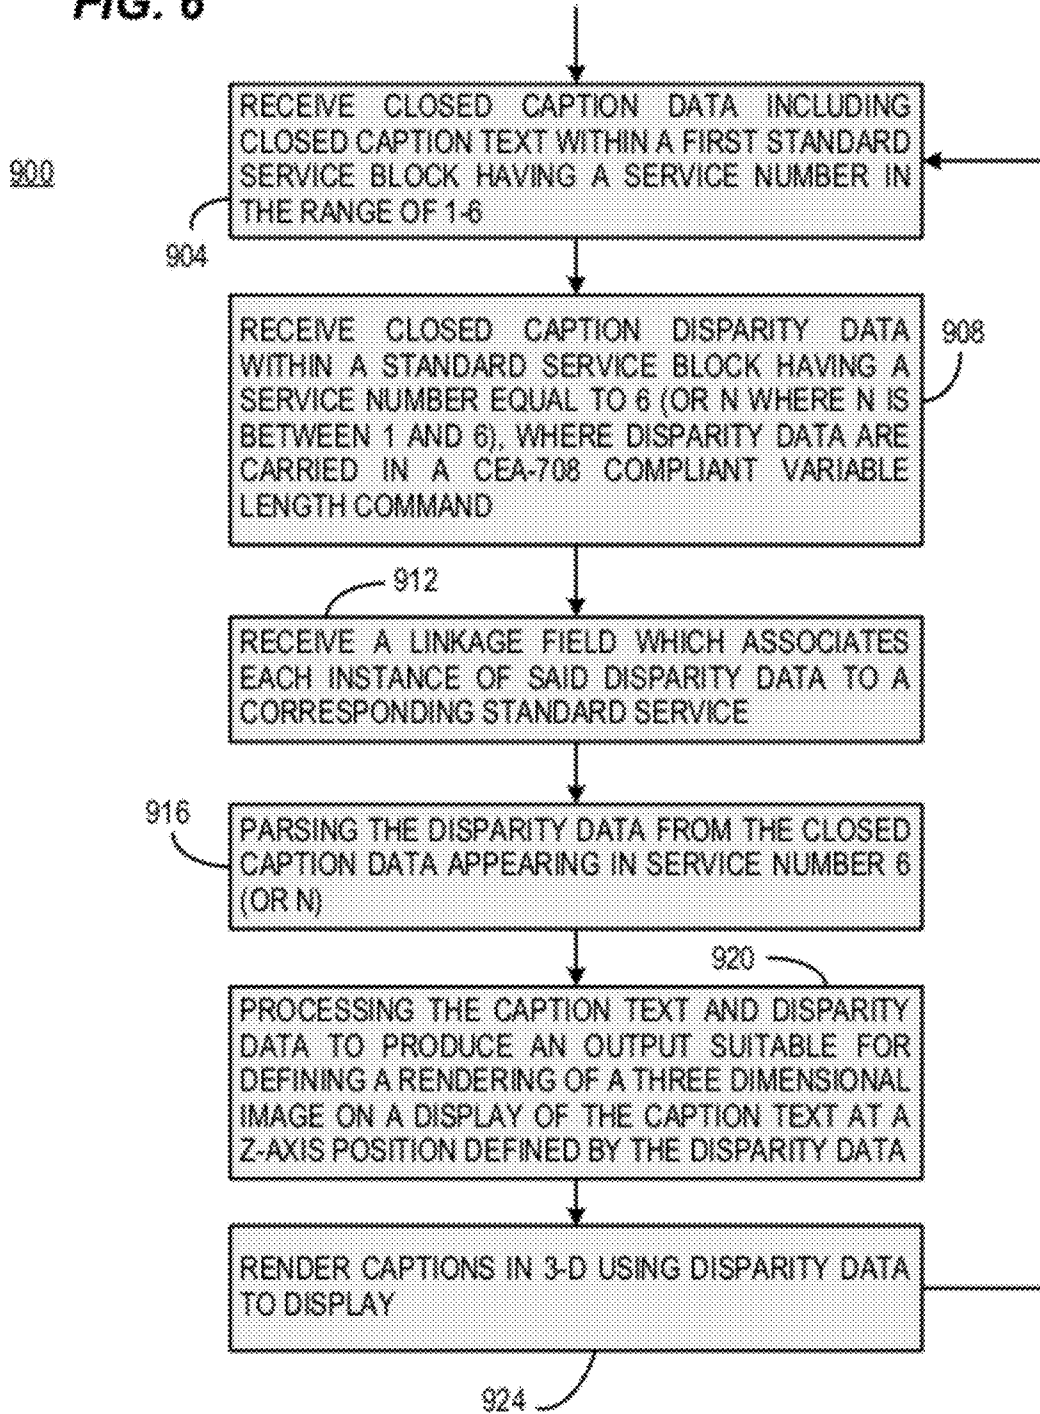 FIG. 6
900
RECEIVE CLOSED CAPTION DATA INCLUDING
CLOSED CAPTION TEXT WITHIN A FIRST STANDARD
SERVICE BLOCK HAVING A SERVICE NUMBER IN
THE RANGE OF 1-6
904
RECEIVE CLOSED CAPTION DISPARITY DATA
WITHIN A STANDARD SERVICE BLOCK HAVING A
SERVICE NUMBER EQUAL TO 6 (OR N WHERE N IS
BETWEEN 1 AND 6), WHERE DISPARITY DATA ARE
CARRIED IN A CEA-708 COMPLIANT VARIABLE
LENGTH COMMAND
908
912
RECEIVE A LINKAGE FIELD WHICH ASSOCIATES
EACH INSTANCE OF SAID DISPARITY DATA TO A
CORRESPONDING STANDARD SERVICE
916
PARSING THE DISPARITY DATA FROM THE CLOSED
CAPTION DATA APPEARING IN SERVICE NUMBER 6
(OR N)
920
PROCESSING THE CAPTION TEXT AND DISPARITY
DATA TO PRODUCE AN OUTPUT SUITABLE FOR
DEFINING A RENDERING OF A THREE DIMENSIONAL
IMAGE ON A DISPLAY OF THE CAPTION TEXT AT A
Z-AXIS POSITION DEFINED BY THE DISPARITY DATA
RENDER CAPTIONS IN 3-D USING DISPARITY DATA
TO DISPLAY
924